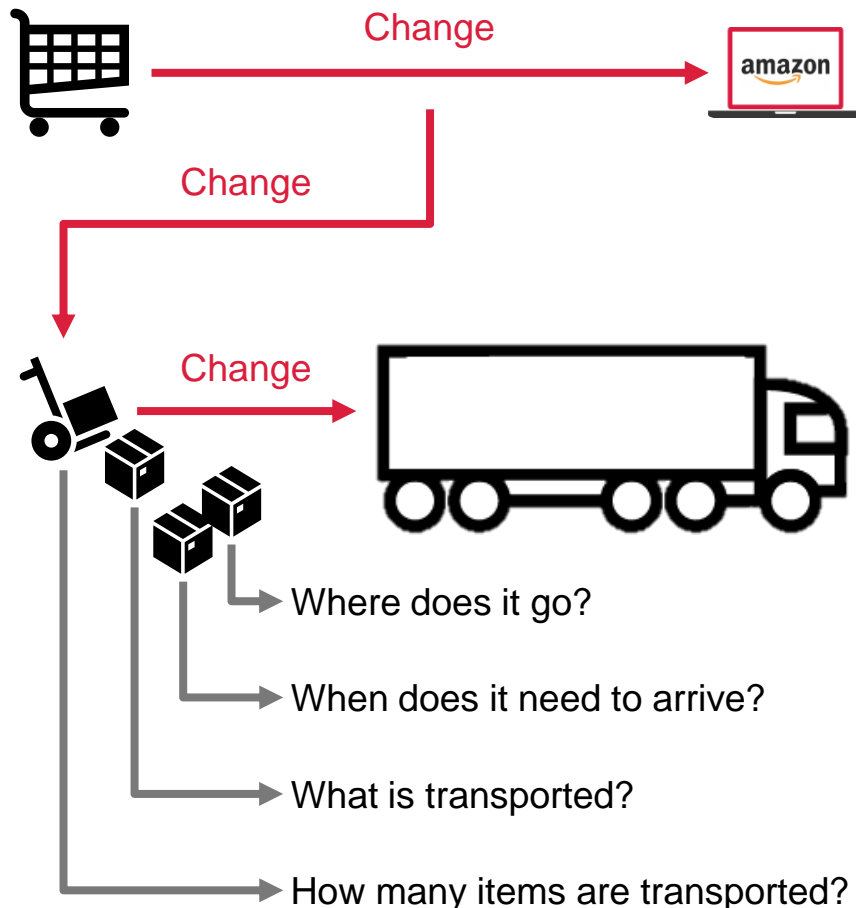 Change
amazon
Change
Change
Where does it go?
When does it need to arrive?
What is transported?
How many items are transported?